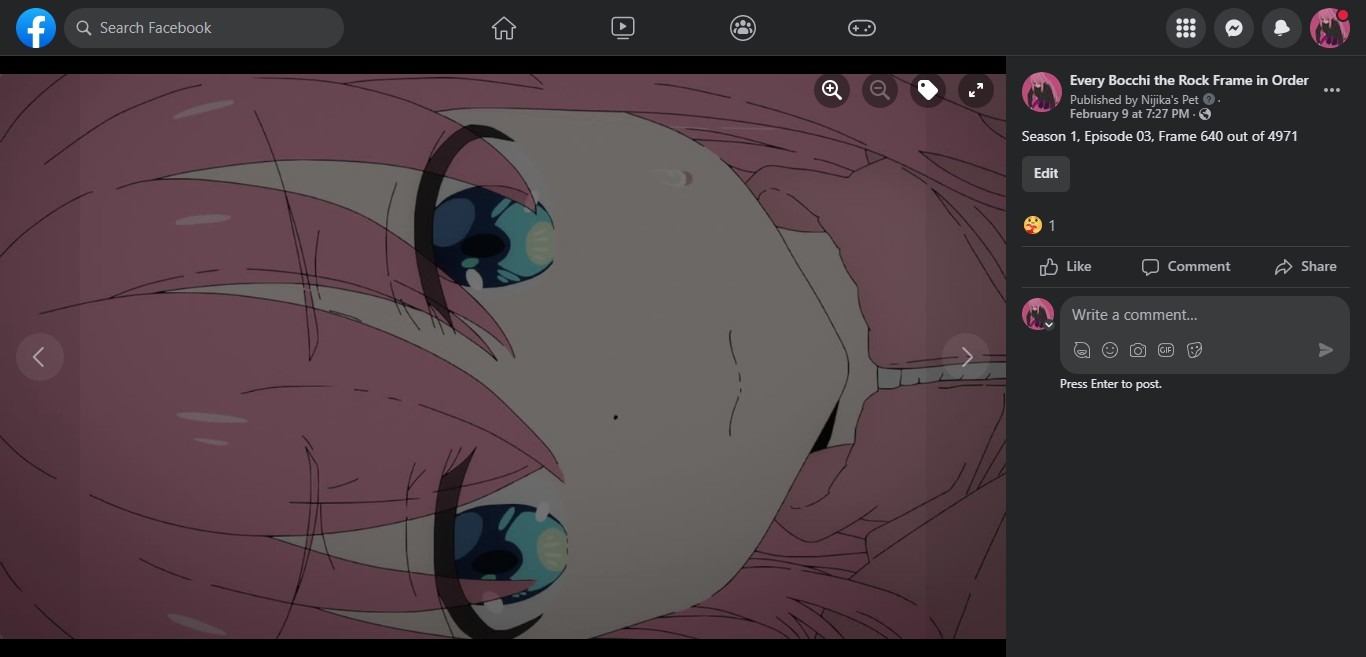 Search Facebook
Every Bocchi the Rock Frame in Order
Published by Nijika's Pet ? ·
February 9 at 7:27 PM ·
Season 1, Episode 03, Frame 640 out of 4971
Edit
1
Like Comment Share
Write a comment...
GIF
Press Enter to post.